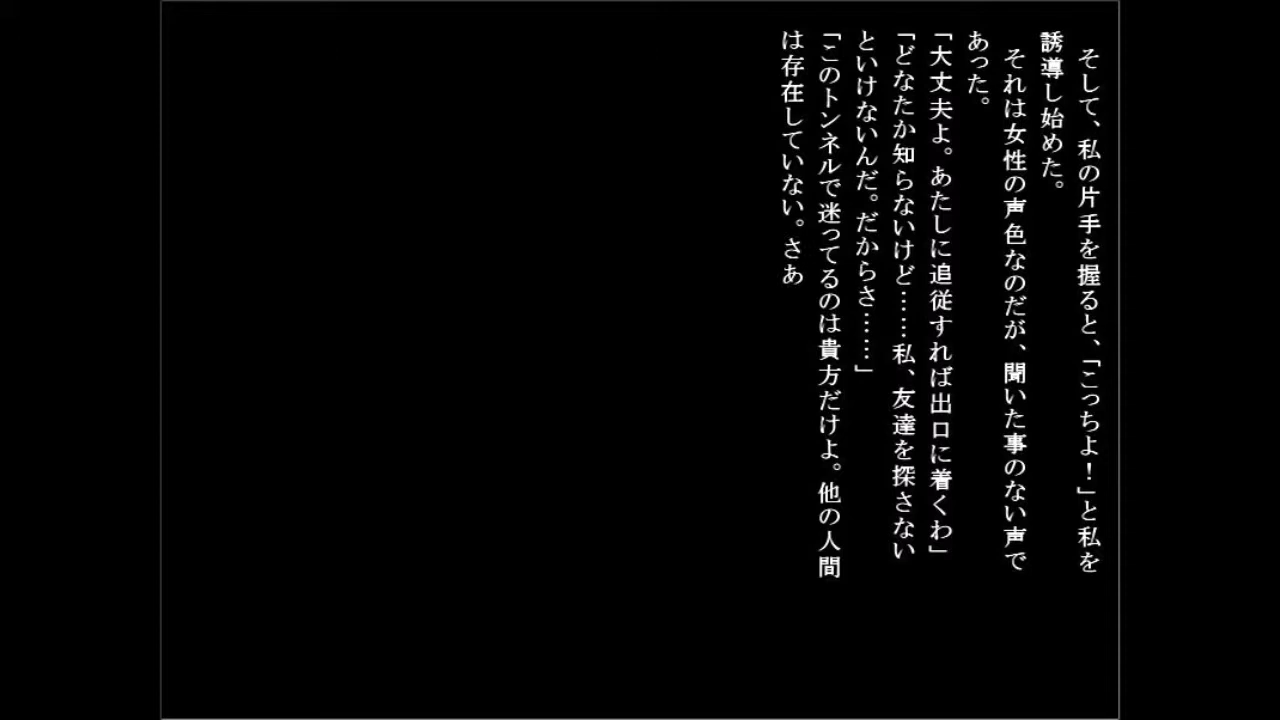 そして、私の片手を握ると、「こっちよ！」と私を
誘導し始めた。
それは女性の声色なのだが、聞いた事のない声で
あった。
「大丈夫よ。あたしに追従すれば出口に着くわ」
「どなたか知らないけど……私、友達を探さない
といけないんだ。だからさ……」
「このトンネルで迷ってるのは貴方だけよ。他の人間
は存在していない。さあ